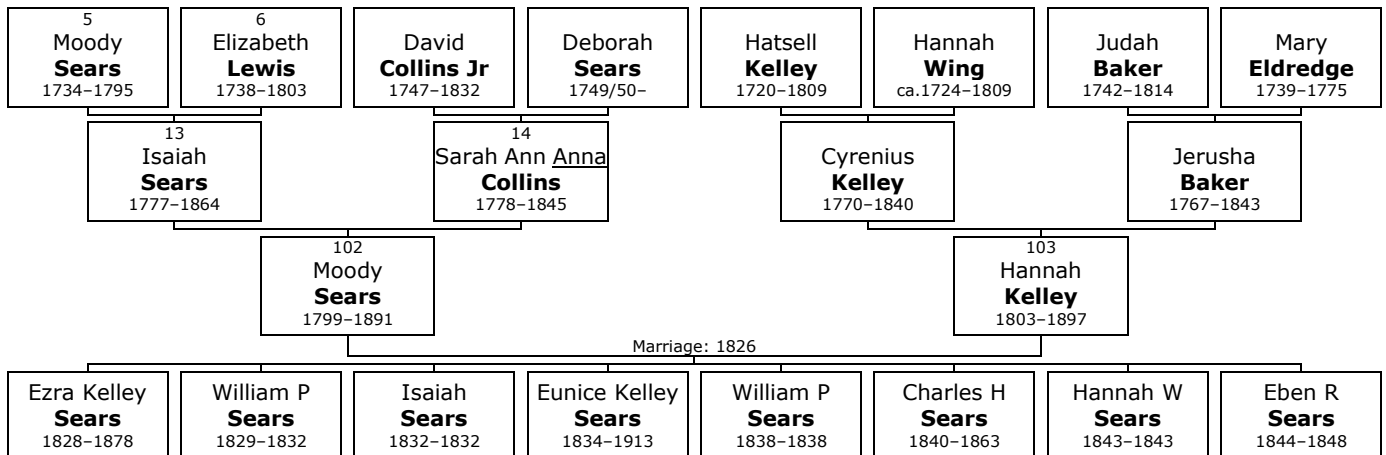 5
Moody
Sears
1734–1795
6
Elizabeth
Lewis
1738–1803
David
Collins Jr
1747–1832
Deborah
Sears
1749/50–
Hatsell
Kelley
1720–1809
Hannah
Wing
ca.1724–1809
Judah
Baker
1742–1814
Mary
Eldredge
1739–1775
13
Isaiah
Sears
1777–1864
14
Sarah Ann Anna
Collins
1778–1845
Cyrenius
Kelley
1770–1840
Jerusha
Baker
1767–1843
102
Moody
Sears
1799–1891
103
Hannah
Kelley
1803–1897
Marriage: 1826
Ezra Kelley
Sears
1828–1878
William P
Sears
1829–1832
Isaiah
Sears
1832–1832
Eunice Kelley
Sears
1834–1913
William P
Sears
1838–1838
Charles H
Sears
1840–1863
Hannah W
Sears
1843–1843
Eben R
Sears
1844–1848